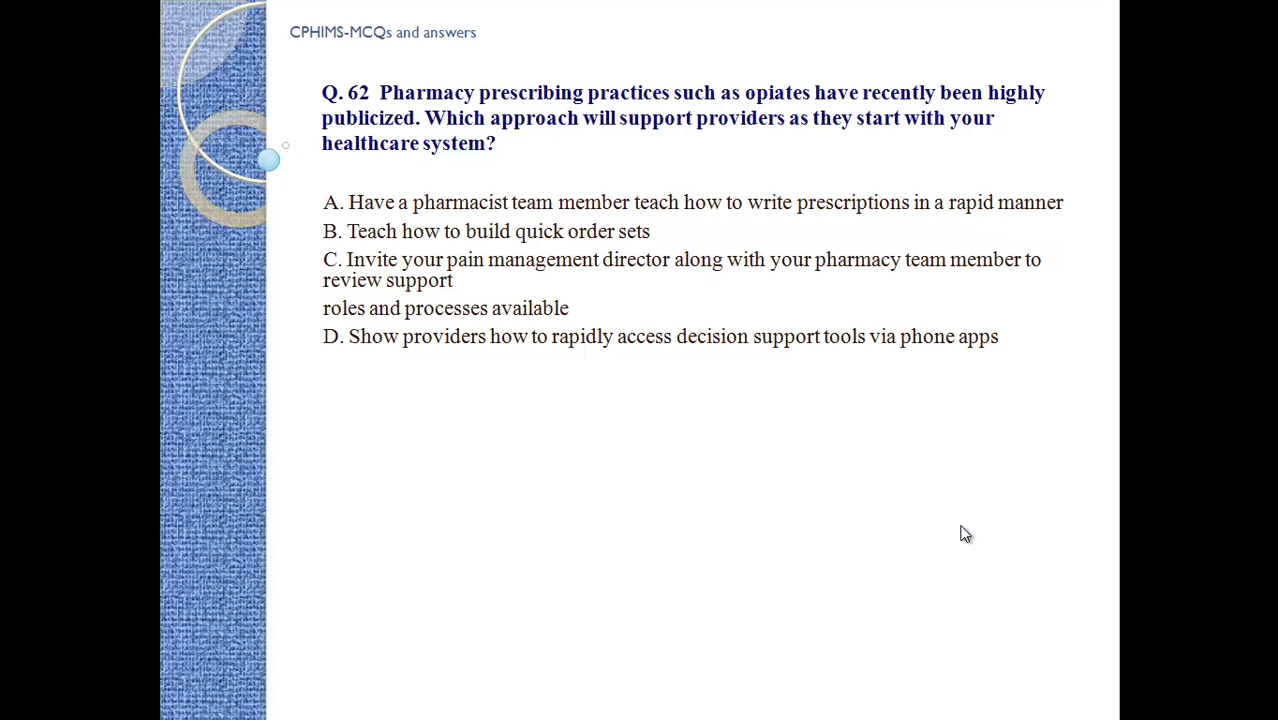 CPHIMS-MCQs and answers
Q. 62 Pharmacy prescribing practices such as opiates have recently been highly
publicized. Which approach will support providers as they start with your
healthcare system?
A. Have a pharmacist team member teach how to write prescriptions in a rapid manner
B. Teach how to build quick order sets
C. Invite your pain management director along with your pharmacy team member to
review support
roles and processes available
D. Show providers how to rapidly access decision support tools via phone apps